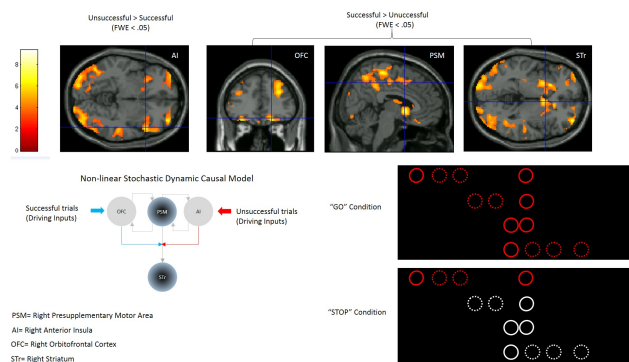 Unsuccessful > Successful
(FWE < .05)
Successful > Unuccessful
(FWE < .05)
AI
OFC
PSM
STr
8
6
4
2
0
Non-linear Stochastic Dynamic Causal Model
Successful trials
(Driving Inputs)
OFC
PSM
AI
Unsuccessful trials
(Driving Inputs)
STr
"GO" Condition
"STOP" Condition
PSM= Right Presupplementary Motor Area
AI= Right Anterior Insula
OFC= Right Orbitofrontal Cortex
STr= Right Striatum